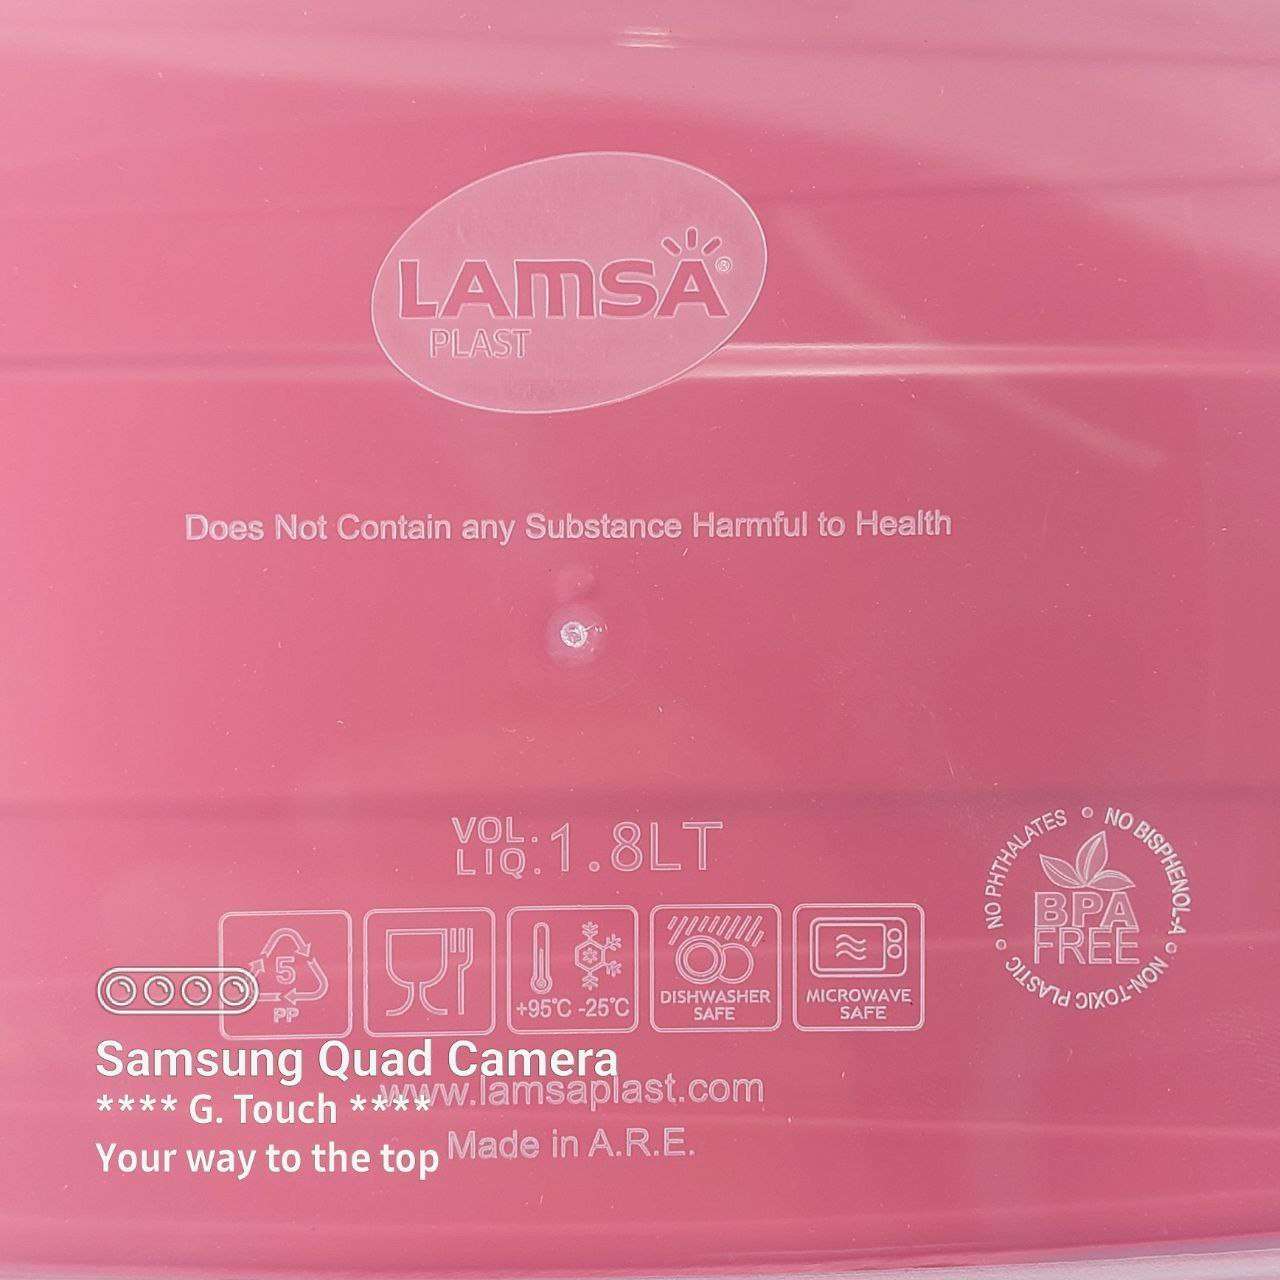 LAMSA®
PLAST
Does Not Contain any Substance Harmful to Health
VOL: LIQ.: 1.8LT
NO PHTHALATES ∘ NO BISPHENOL-A ∘ NON-TOXIC PLASTIC ∘
BPA
FREE
5
PP
+95℃ -25℃
DISHWASHER
SAFE
MICROWAVE
SAFE
Samsung Quad Camera
www.lamsaplast.com
**** G. Touch ****
Made in A.R.E.
Your way to the top